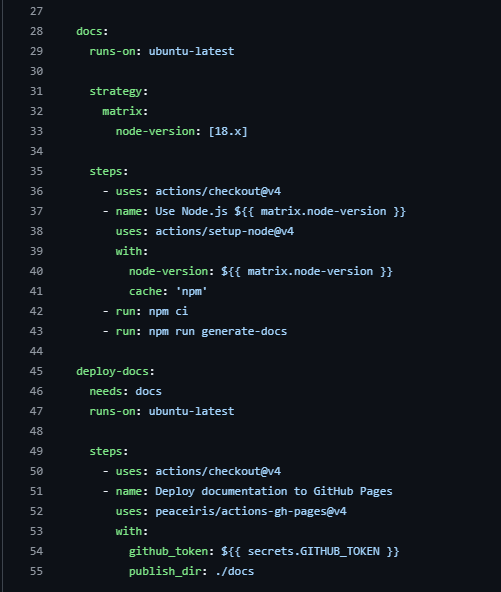 27
28 docs:
29 runs-on: ubuntu-latest
30
31 strategy:
32 matrix:
33 node-version: [18.x]
34
35 steps:
36 - uses: actions/checkout@v4
37 - name: Use Node.js ${{ matrix.node-version }}
38 uses: actions/setup-node@v4
39 with:
40 node-version: ${{ matrix.node-version }}
41 cache: 'npm'
42 - run: npm ci
43 - run: npm run generate-docs
44
45 deploy-docs:
46 needs: docs
47 runs-on: ubuntu-latest
48
49 steps:
50 - uses: actions/checkout@v4
51 - name: Deploy documentation to GitHub Pages
52 uses: peaceiris/actions-gh-pages@v4
53 with:
54 github_token: ${{ secrets.GITHUB_TOKEN }}
55 publish_dir: ./docs